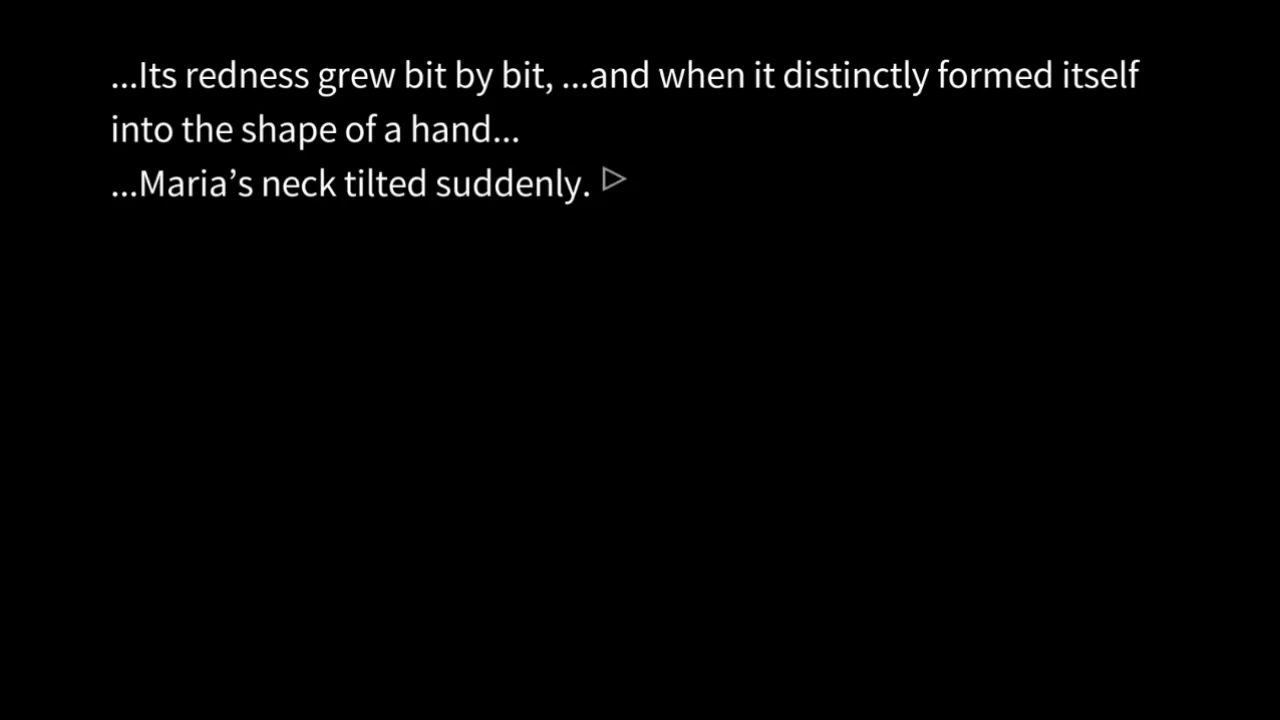 ...Its redness grew bit by bit, ...and when it distinctly formed itself
into the shape of a hand...
...Maria’s neck tilted suddenly.